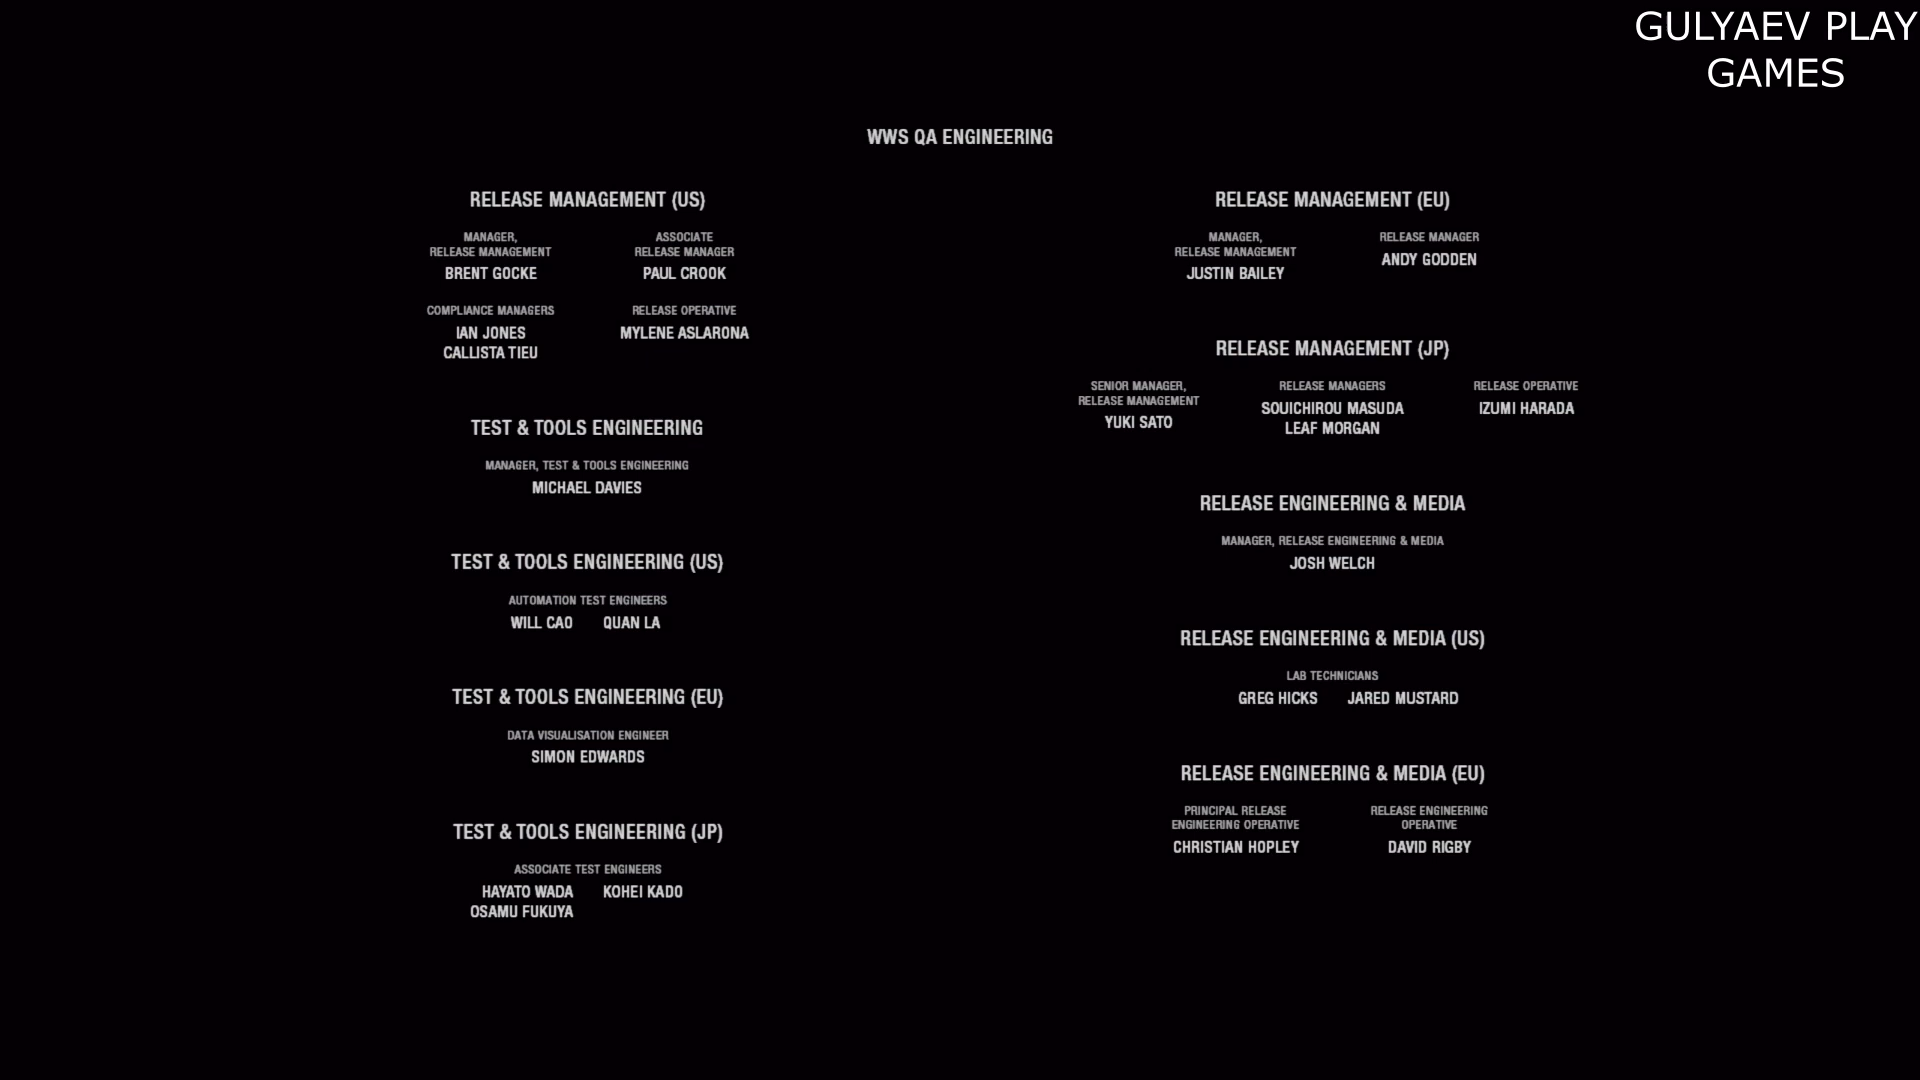 GULYAEV PLAY
GAMES
WWS QA ENGINEERING
RELEASE MANAGEMENT (US)
MANAGER,
RELEASE MANAGEMENT
BRENT GOCKE
ASSOCIATE
RELEASE MANAGER
PAUL CROOK
COMPLIANCE MANAGERS
IAN JONES
CALLISTA TIEU
RELEASE OPERATIVE
MYLENE ASLARONA
TEST & TOOLS ENGINEERING
MANAGER, TEST & TOOLS ENGINEERING
MICHAEL DAVIES
TEST & TOOLS ENGINEERING (US)
AUTOMATION TEST ENGINEERS
WILL CAO QUAN LA
TEST & TOOLS ENGINEERING (EU)
DATA VISUALISATION ENGINEER
SIMON EDWARDS
TEST & TOOLS ENGINEERING (JP)
ASSOCIATE TEST ENGINEERS
HAYATO WADA KOHEI KADO
OSAMU FUKUYA
RELEASE MANAGEMENT (EU)
MANAGER,
RELEASE MANAGEMENT
JUSTIN BAILEY
RELEASE MANAGER
ANDY GODDEN
RELEASE MANAGEMENT (JP)
SENIOR MANAGER,
RELEASE MANAGEMENT
YUKI SATO
RELEASE MANAGERS
SOUICHIROU MASUDA
LEAF MORGAN
RELEASE OPERATIVE
IZUMI HARADA
RELEASE ENGINEERING & MEDIA
MANAGER, RELEASE ENGINEERING & MEDIA
JOSH WELCH
RELEASE ENGINEERING & MEDIA (US)
LAB TECHNICIANS
GREG HICKS JARED MUSTARD
RELEASE ENGINEERING & MEDIA (EU)
PRINCIPAL RELEASE
ENGINEERING OPERATIVE
CHRISTIAN HOPLEY
RELEASE ENGINEERING
OPERATIVE
DAVID RIGBY